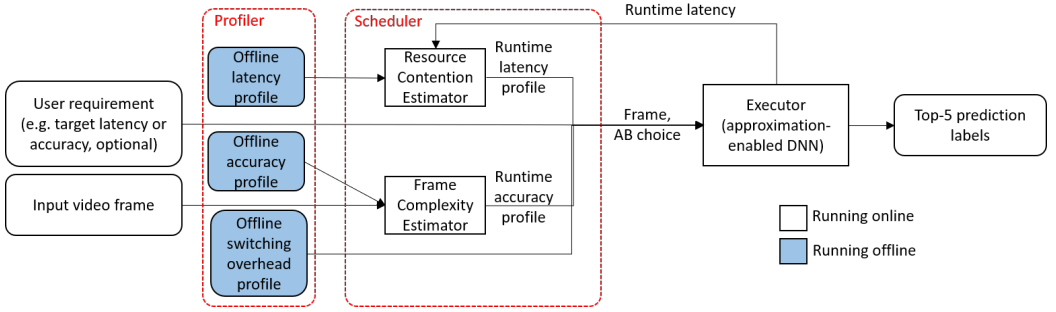 Runtime latency
Profiler
Scheduler
Offline
latency
profile
Resource
Contention
Estimator
Runtime
latency
profile
User requirement
(e.g. target latency or
accuracy, optional)
Frame,
AB choice
Executor
(approximation-
enabled DNN)
Top-5 prediction
labels
Offline
accuracy
profile
Input video frame
Frame
Complexity
Estimator
Runtime
accuracy
profile
Offline
switching
overhead
profile
Running online
Running offline